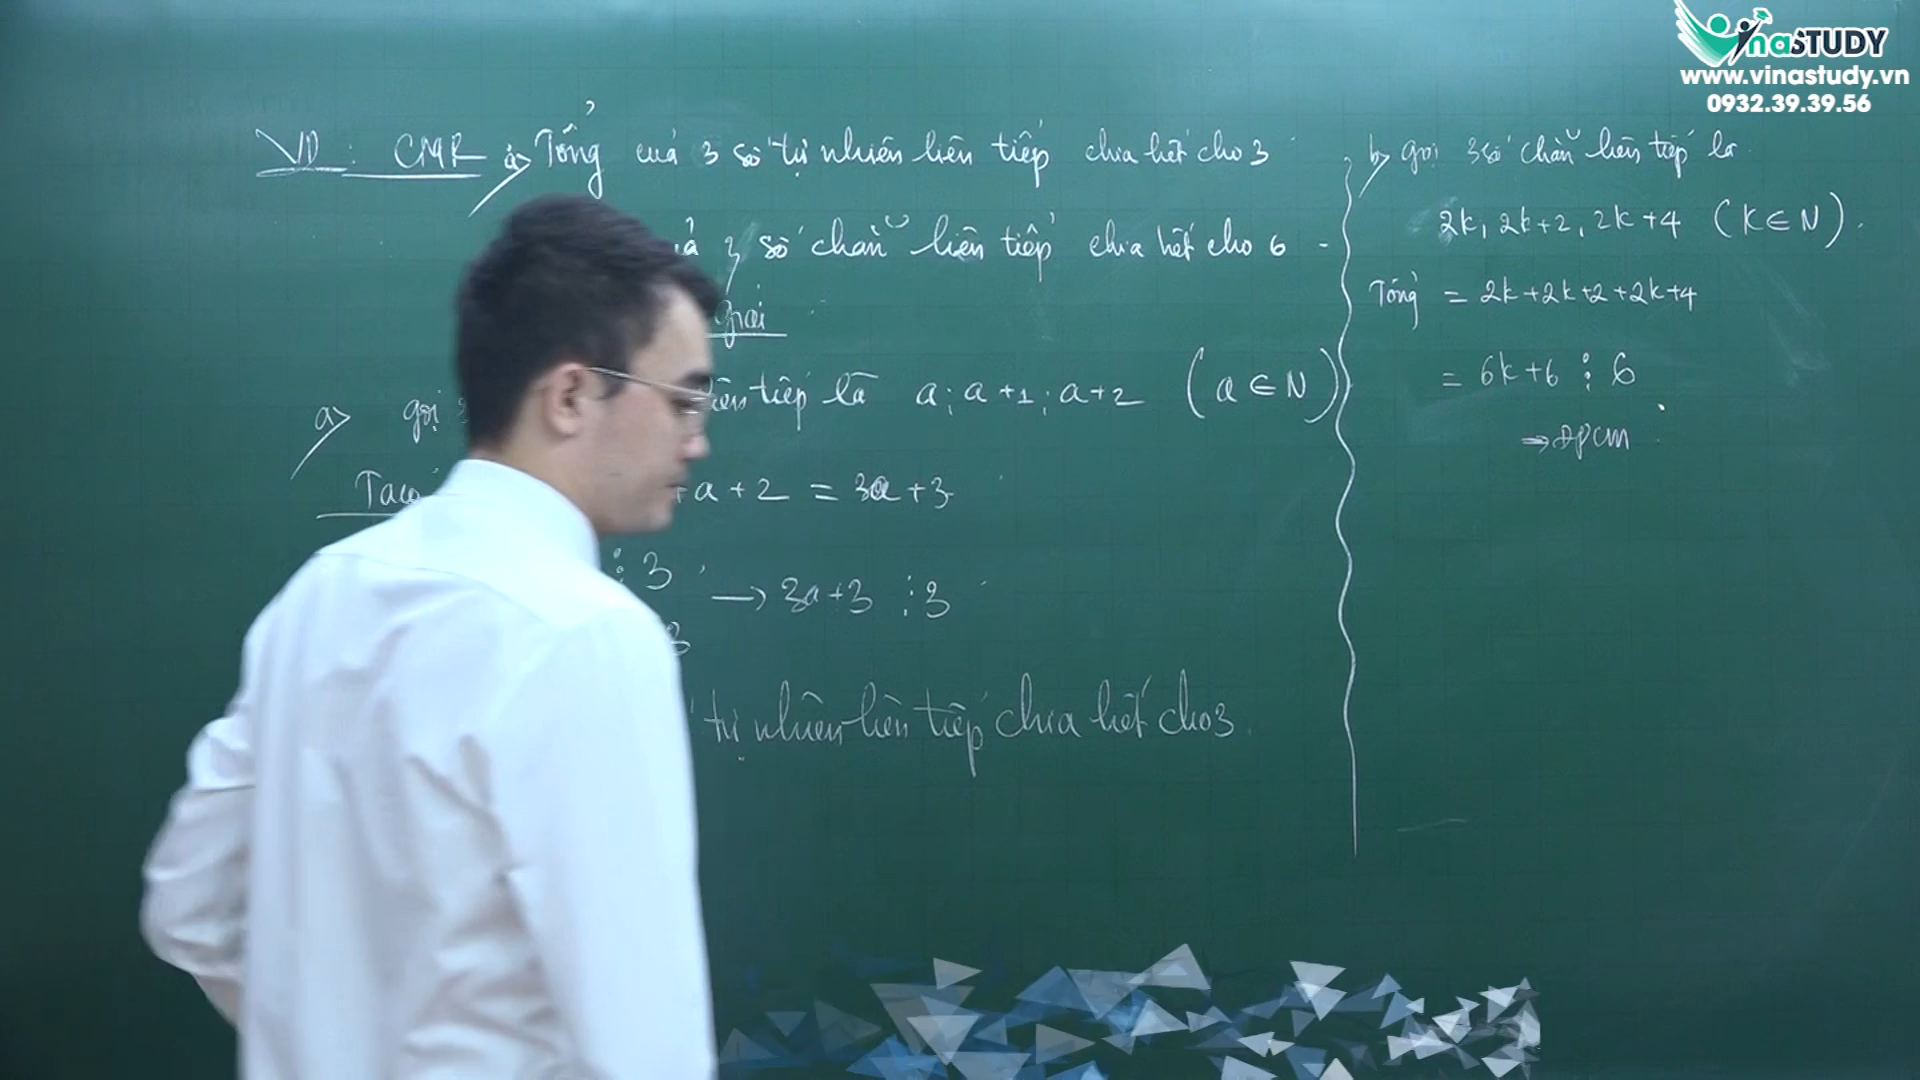 VD: CMR a> Tổng của 3 số tự nhiên liên tiếp chia hết cho 3
3 số chẵn liên tiếp chia hết cho 6
Giải
a> gọi liên tiếp là a; a+1; a+2 (a ∈ N)
Ta có + a + 2 = 3a + 3
⋮ 3 → 3a+3 ⋮ 3
3
tự nhiên liên tiếp chia hết cho 3.
b> gọi 3 số chẵn liên tiếp là
2k, 2k+2, 2k+4 (k ∈ N).
Tổng = 2k+2k+2+2k+4
= 6k+6 ⋮ 6
→ ĐPCM
vinaSTUDY
www.vinastudy.vn
0932.39.39.56